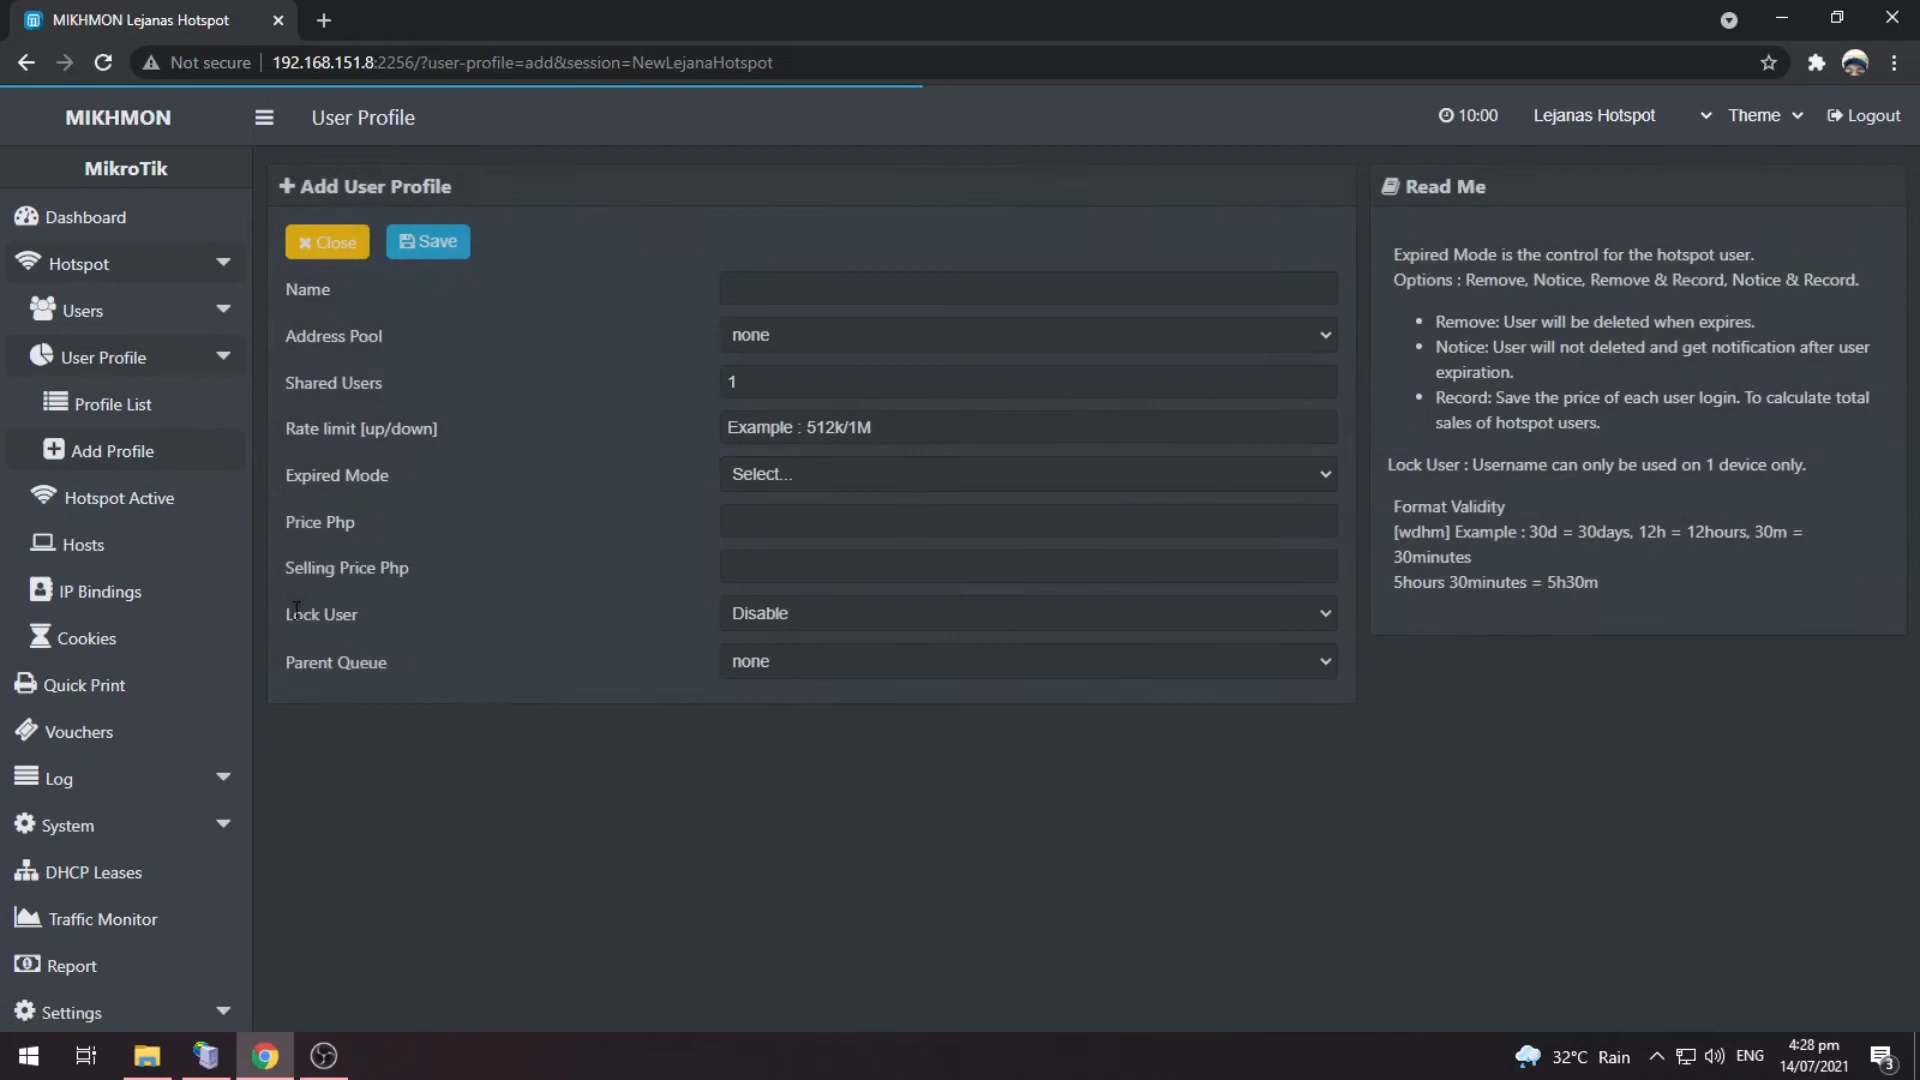 MIKHMON Lejanas Hotspot
Not secure
192.168.151.8:2256/?user-profile=add&session=NewLejanaHotspot
MIKHMON
User Profile
10:00
Lejanas Hotspot
Theme
Logout
MikroTik
Dashboard
Hotspot
Users
User Profile
Profile List
Add Profile
Hotspot Active
Hosts
IP Bindings
Cookies
Quick Print
Vouchers
Log
System
DHCP Leases
Traffic Monitor
Report
Settings
Add User Profile
Close
Save
Name
Address Pool
none
Shared Users
1
Rate limit [up/down]
Example : 512k/1M
Expired Mode
Select...
Price Php
Selling Price Php
Lock User
Disable
Parent Queue
none
Read Me
Expired Mode is the control for the hotspot user.
Options : Remove, Notice, Remove & Record, Notice & Record.
• Remove: User will be deleted when expires.
• Notice: User will not deleted and get notification after user
expiration.
• Record: Save the price of each user login. To calculate total
sales of hotspot users.
Lock User : Username can only be used on 1 device only.
Format Validity
[wdhm] Example : 30d = 30days, 12h = 12hours, 30m =
30minutes
5hours 30minutes = 5h30m
32°C Rain
ENG
4:28 pm
14/07/2021
3